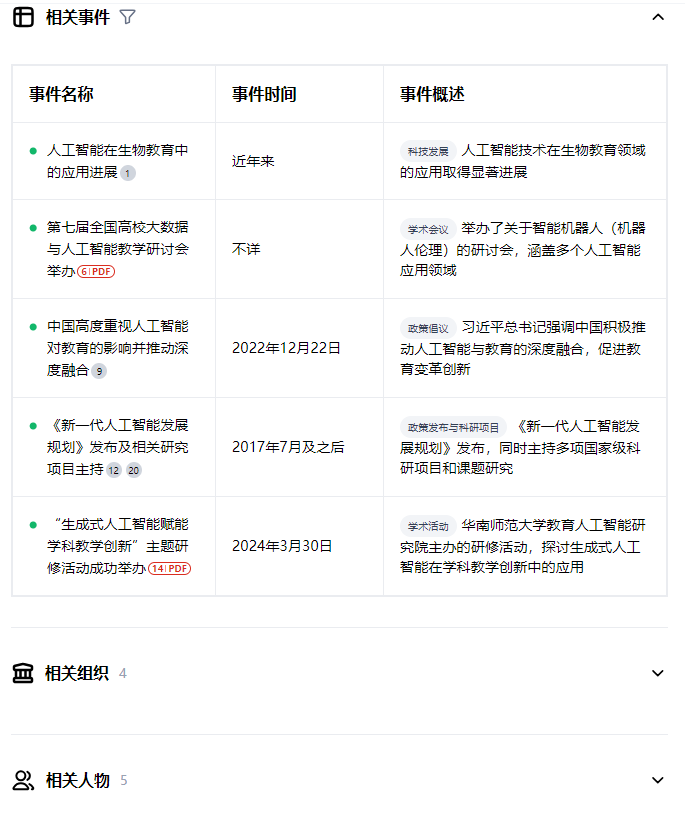 相关事件
事件名称
事件时间
事件概述
人工智能在生物教育中
的应用进展 1
近年来
科技发展 人工智能技术在生物教育领域
的应用取得显著进展
第七届全国高校大数据
与人工智能教学研讨会
举办 6|PDF
不详
学术会议 举办了关于智能机器人（机器
人伦理）的研讨会，涵盖多个人工智能
应用领域
中国高度重视人工智能
对教育的影响并推动深
度融合 9
2022年12月22日
政策倡议 习近平总书记强调中国积极推
动人工智能与教育的深度融合，促进教
育变革创新
《新一代人工智能发展
规划》发布及相关研究
项目主持 12 20
2017年7月及之后
政策发布与科研项目 《新一代人工智能发
展规划》发布，同时主持多项国家级科
研项目和课题研究
“生成式人工智能赋能
学科教学创新”主题研
修活动成功举办 14|PDF
2024年3月30日
学术活动 华南师范大学教育人工智能研
究院主办的研修活动，探讨生成式人工
智能在学科教学创新中的应用
相关组织 4
相关人物 5